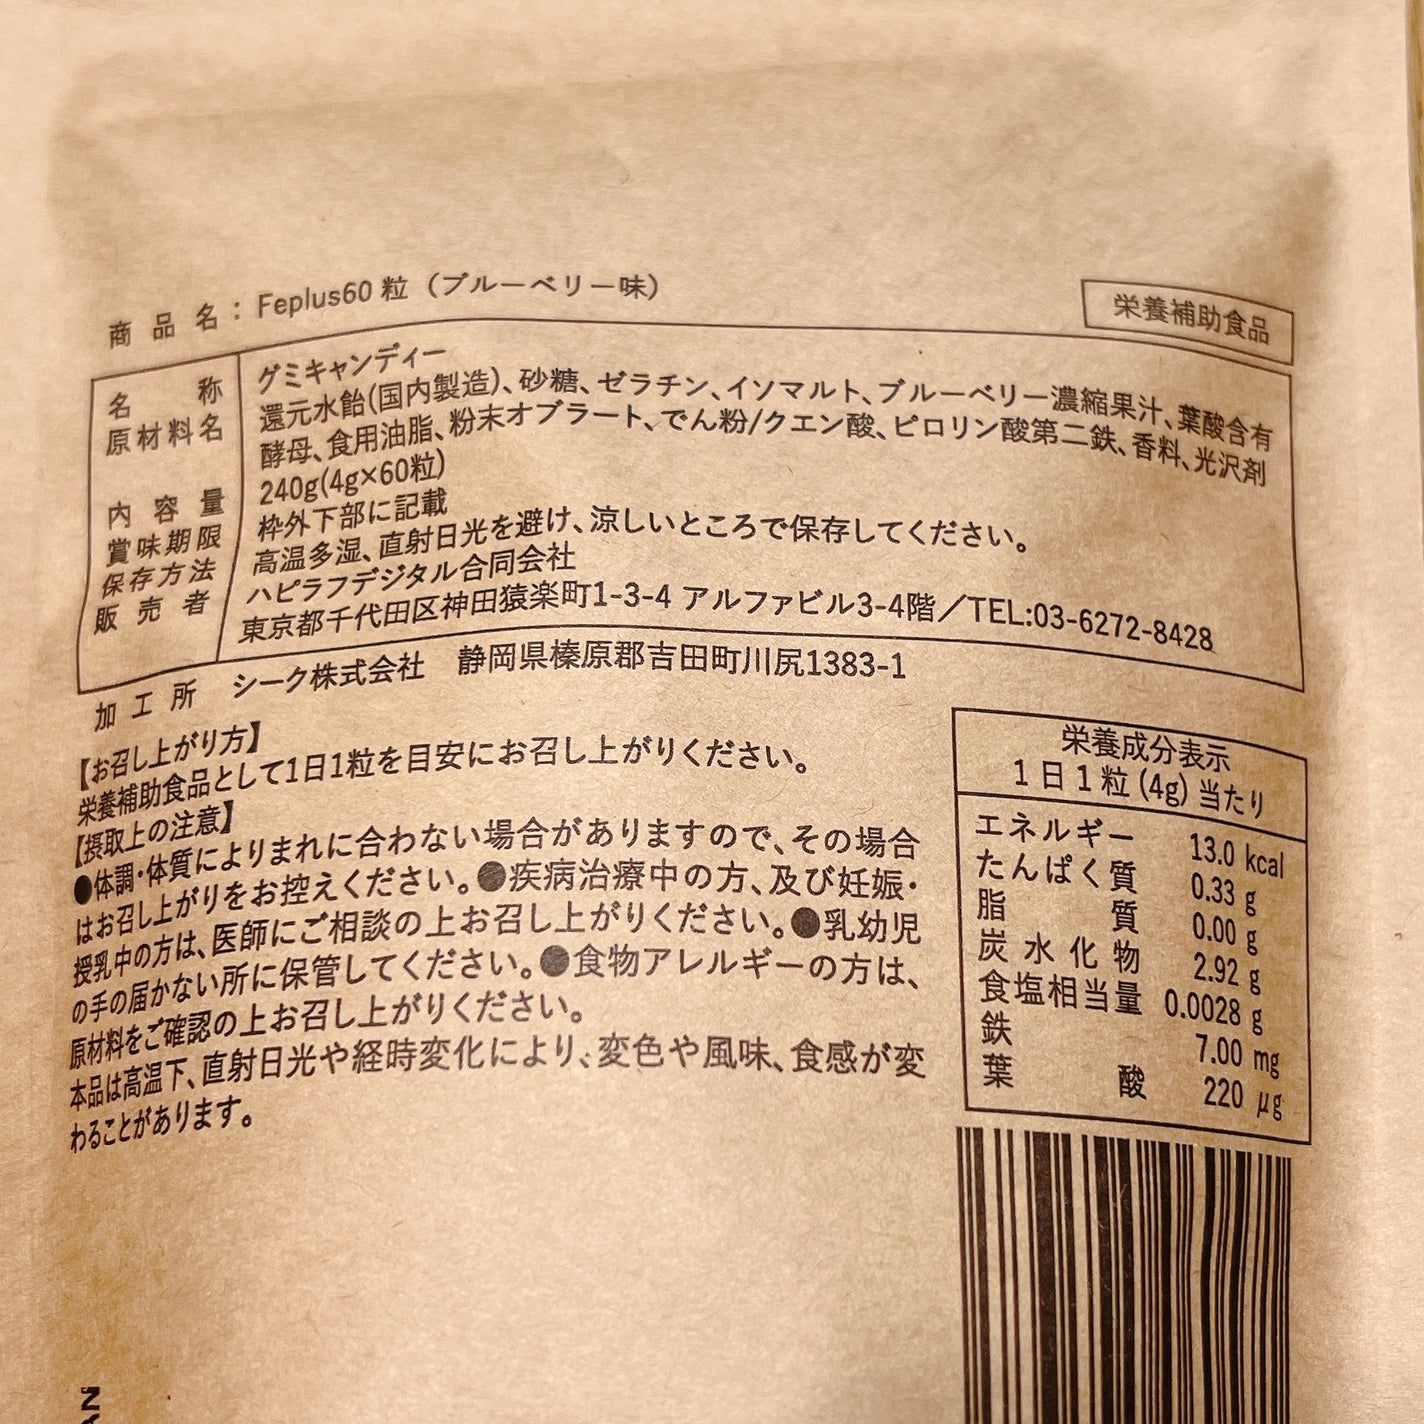 商品名：Feplus60粒（ブルーベリー味）
栄養補助食品
名称 グミキャンディー
原材料名 還元水飴(国内製造)、砂糖、ゼラチン、イソマルト、ブルーベリー濃縮果汁、葉酸含有
酵母、食用油脂、粉末オブラート、でん粉/クエン酸、ピロリン酸第二鉄、香料、光沢剤
内容量 240g(4g×60粒)
賞味期限 枠外下部に記載
保存方法 高温多湿、直射日光を避け、涼しいところで保存してください。
販売者 ハピラフデジタル合同会社
東京都千代田区神田猿楽町1-3-4 アルファビル3-4階／TEL:03-6272-8428
加工所 シーク株式会社 静岡県榛原郡吉田町川尻1383-1
【お召し上がり方】
栄養補助食品として1日1粒を目安にお召し上がりください。
【摂取上の注意】
●体調・体質によりまれに合わない場合がありますので、その場合
はお召し上がりをお控えください。●疾病治療中の方、及び妊娠・
授乳中の方は、医師にご相談の上お召し上がりください。●乳幼児
の手の届かない所に保管してください。●食物アレルギーの方は、
原材料をご確認の上お召し上がりください。
本品は高温下、直射日光や経時変化により、変色や風味、食感が変
わることがあります。
栄養成分表示
1日1粒(4g)当たり
エネルギー 13.0 kcal
たんぱく質 0.33 g
脂質 0.00 g
炭水化物 2.92 g
食塩相当量 0.0028 g
鉄 7.00 mg
葉酸 220 μg